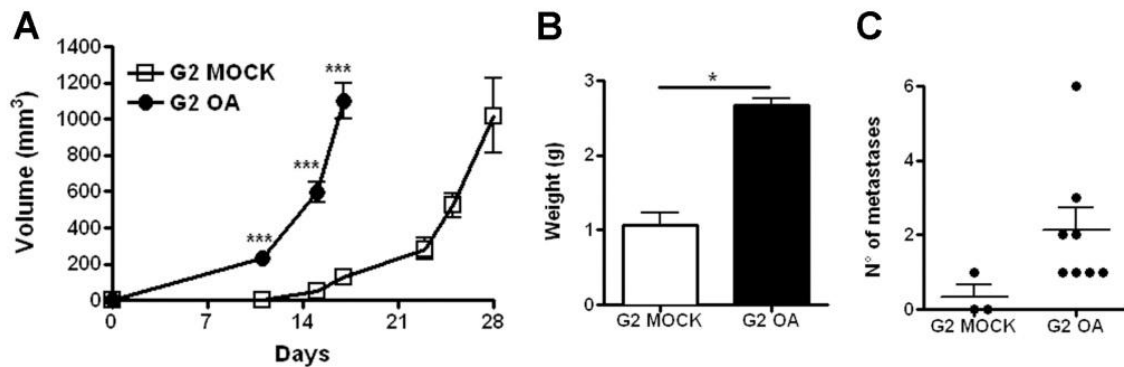 A
1400
1200
1000
800
600
400
200
0
Volume (mm³)
G2 MOCK
G2 OA
***
***
***
0 7 14 21 28
Days
B
3
2
1
0
Weight (g)
*
G2 MOCK G2 OA
C
6
4
2
0
N° of metastases
G2 MOCK G2 OA